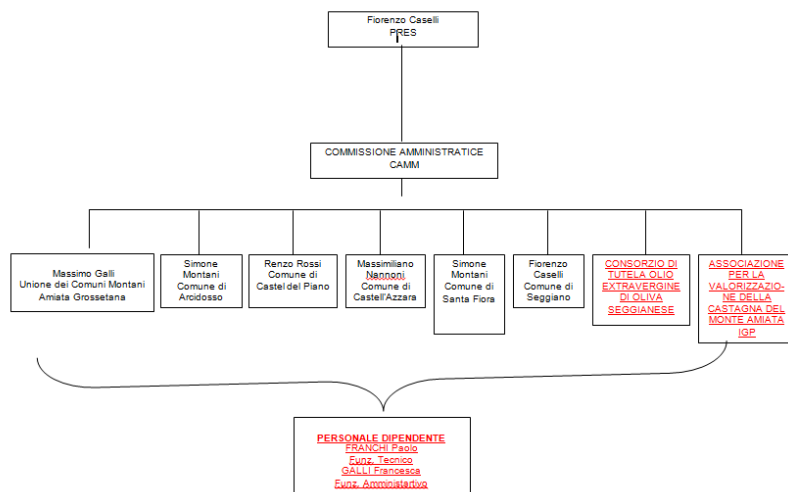 Fiorenzo Caselli
PRES
COMMISSIONE AMMINISTRATICE
CAMM
Massimo Galli
Unione dei Comuni Montani
Amiata Grossetana
Simone
Montani
Comune di
Arcidosso
Renzo Rossi
Comune di
Castel del Piano
Massimiliano
Nannoni
Comune di
Castell'Azzara
Simone
Montani
Comune di
Santa Fiora
Fiorenzo
Caselli
Comune di
Seggiano
CONSORZIO DI
TUTELA OLIO
EXTRAVERGINE
DI OLIVA
SEGGIANESE
ASSOCIAZIONE
PER LA
VALORIZZAZIO-
NE DELLA
CASTAGNA DEL
MONTE AMIATA
IGP
PERSONALE DIPENDENTE
FRANCHI Paolo
Funz. Tecnico
GALLI Francesca
Funz. Amministartivo